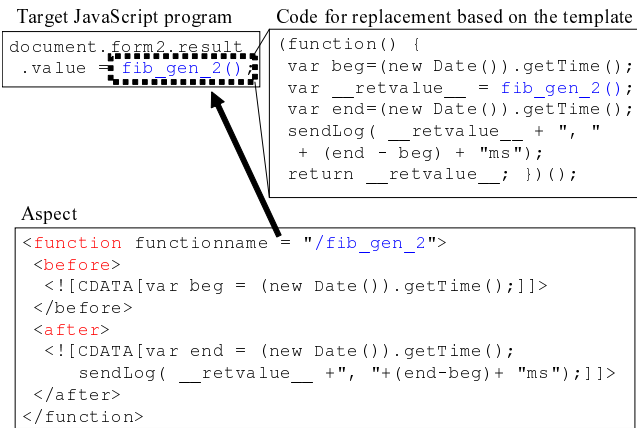 Target JavaScript program
document.form2.result
.value = fib_gen_2();
Code for replacement based on the template
(function() {
var beg=(new Date()).getTime();
var __retvalue__ = fib_gen_2();
var end=(new Date()).getTime();
sendLog( __retvalue__ + ", "
+ (end - beg) + "ms");
return __retvalue__; })();
Aspect
<function functionname = "/fib_gen_2">
<before>
<![CDATA[var beg = (new Date()).getTime();]]>
</before>
<after>
<![CDATA[var end = (new Date()).getTime();
sendLog( __retvalue__ +", "+(end-beg)+ "ms");]]>
</after>
</function>